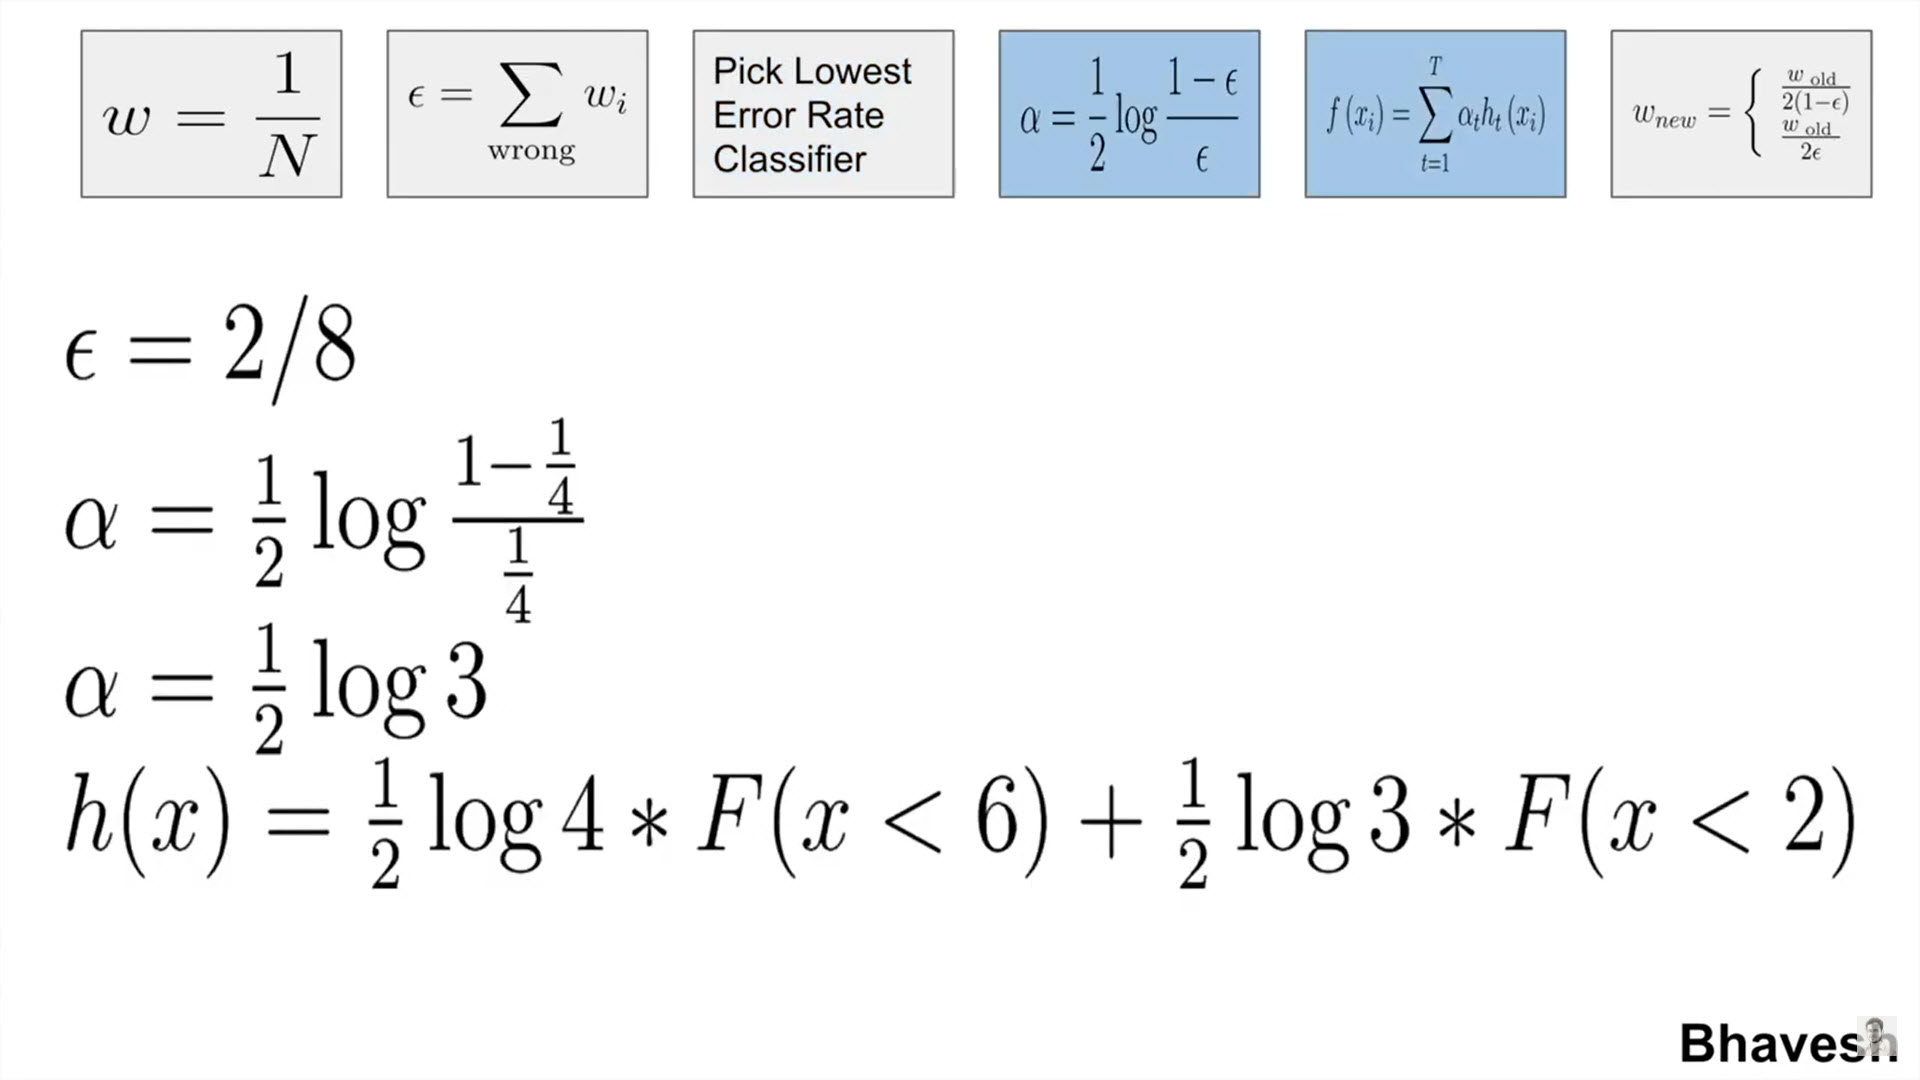 w = 1/N
ϵ = ∑_wrong w_i
Pick Lowest
Error Rate
Classifier
α = 1/2 log (1 − ϵ)/ϵ
f(x_i) = ∑_{t=1}^{T} α_t h_t(x_i)
w_new = { w_old/2(1−ϵ)
w_old/2ϵ
ϵ = 2/8
α = 1/2 log (1 − 1/4)/(1/4)
α = 1/2 log 3
h(x) = 1/2 log 4 * F(x < 6) + 1/2 log 3 * F(x < 2)
Bhavesh